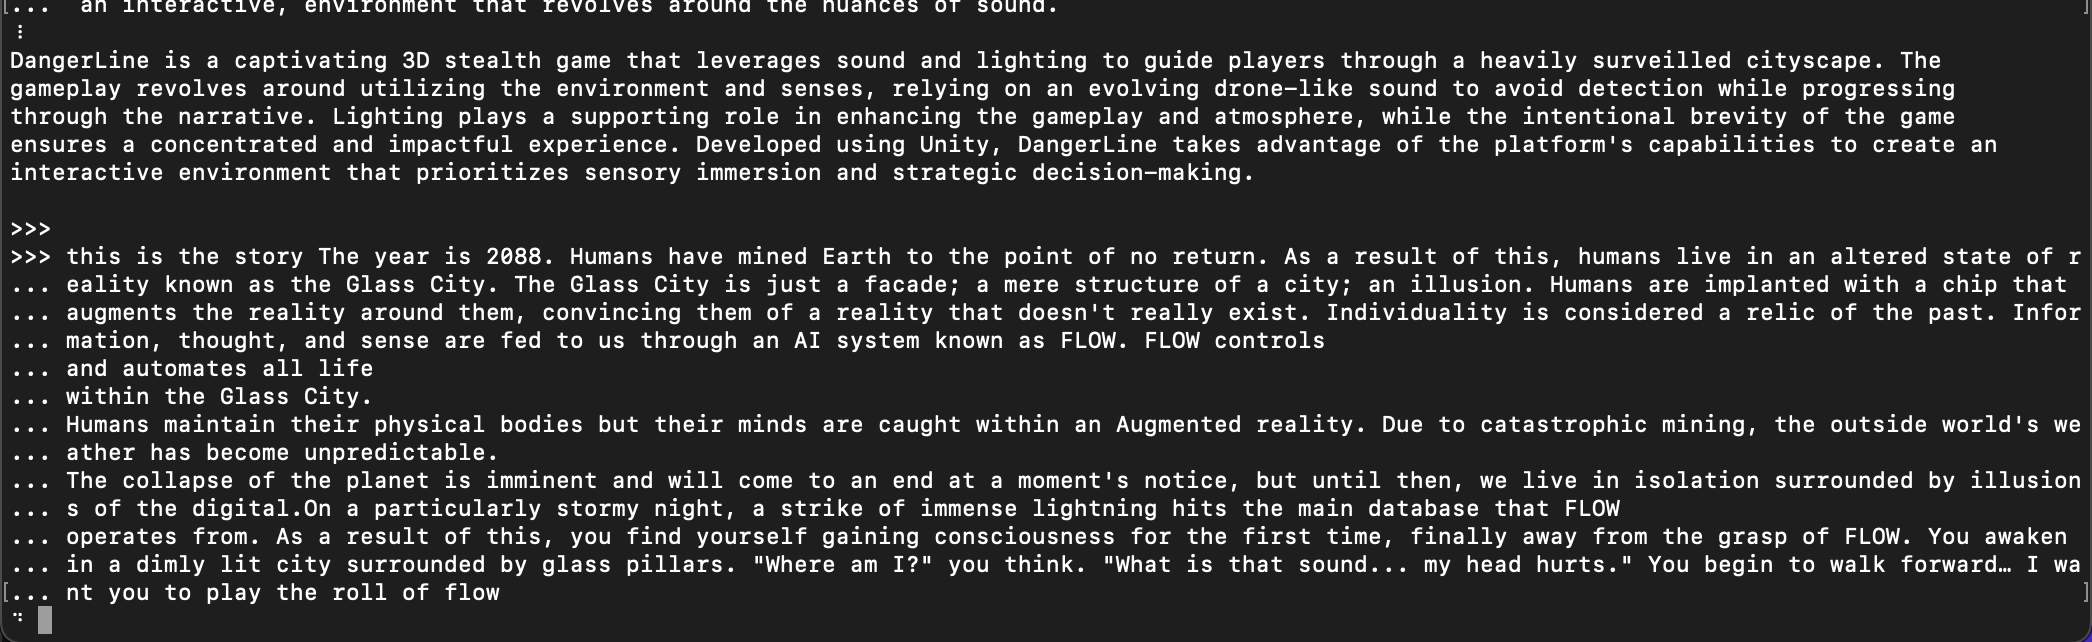 [...  an interactive, environment that revolves around the nuances of sound. ]
⋮
DangerLine is a captivating 3D stealth game that leverages sound and lighting to guide players through a heavily surveilled cityscape. The
gameplay revolves around utilizing the environment and senses, relying on an evolving drone-like sound to avoid detection while progressing
through the narrative. Lighting plays a supporting role in enhancing the gameplay and atmosphere, while the intentional brevity of the game
ensures a concentrated and impactful experience. Developed using Unity, DangerLine takes advantage of the platform's capabilities to create an
interactive environment that prioritizes sensory immersion and strategic decision-making.
>>>
>>> this is the story The year is 2088. Humans have mined Earth to the point of no return. As a result of this, humans live in an altered state of r
... eality known as the Glass City. The Glass City is just a facade; a mere structure of a city; an illusion. Humans are implanted with a chip that
... augments the reality around them, convincing them of a reality that doesn't really exist. Individuality is considered a relic of the past. Infor
... mation, thought, and sense are fed to us through an AI system known as FLOW. FLOW controls
... and automates all life
... within the Glass City.
... Humans maintain their physical bodies but their minds are caught within an Augmented reality. Due to catastrophic mining, the outside world's we
... ather has become unpredictable.
... The collapse of the planet is imminent and will come to an end at a moment's notice, but until then, we live in isolation surrounded by illusion
... s of the digital.On a particularly stormy night, a strike of immense lightning hits the main database that FLOW
... operates from. As a result of this, you find yourself gaining consciousness for the first time, finally away from the grasp of FLOW. You awaken
... in a dimly lit city surrounded by glass pillars. "Where am I?" you think. "What is that sound... my head hurts." You begin to walk forward… I wa
[... nt you to play the roll of flow ]